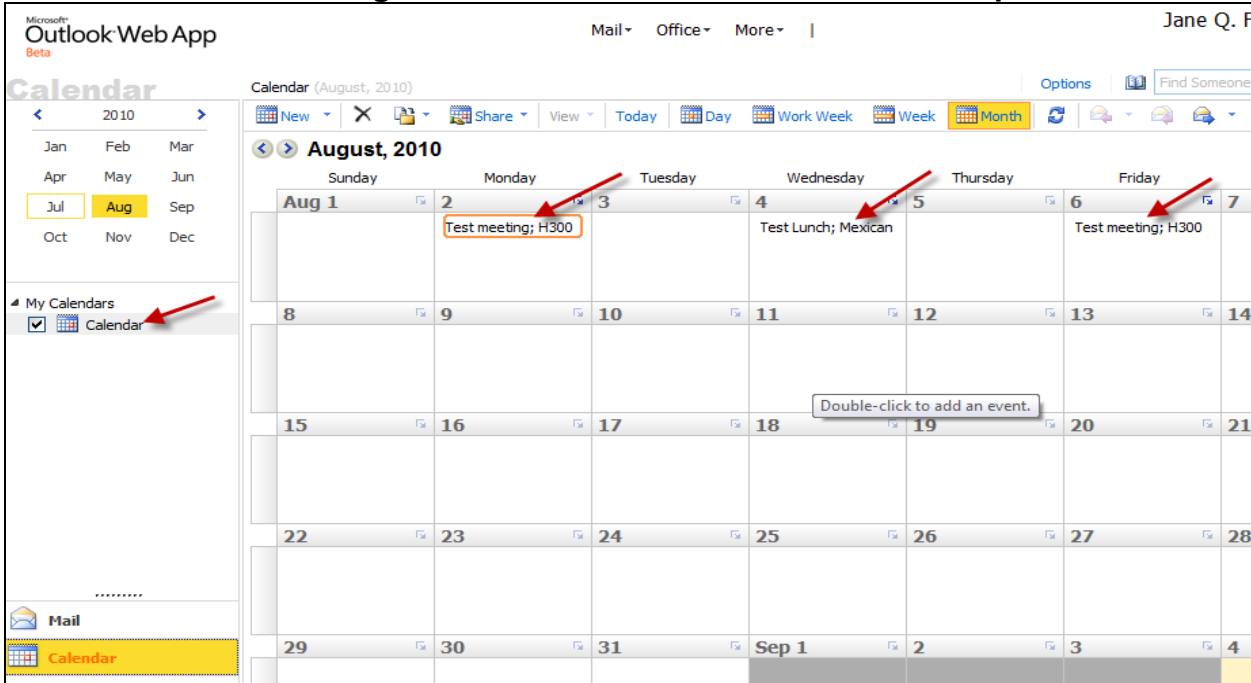 Microsoft®
Outlook Web App
Beta
Mail Office More |
Jane Q.
Calendar
Calendar (August, 2010)
Options
Find Someone
2010
New Share View Today Day Work Week Week Month
Jan Feb Mar
Apr May Jun
Jul Aug Sep
Oct Nov Dec
August, 2010
Sunday Monday Tuesday Wednesday Thursday Friday
Aug 1 2 3 4 5 6 7
Test meeting; H300 Test Lunch; Mexican Test meeting; H300
My Calendars
Calendar
8 9 10 11 12 13 14
Double-click to add an event.
15 16 17 18 19 20 21
22 23 24 25 26 27 28
Mail
Calendar
29 30 31 Sep 1 2 3 4